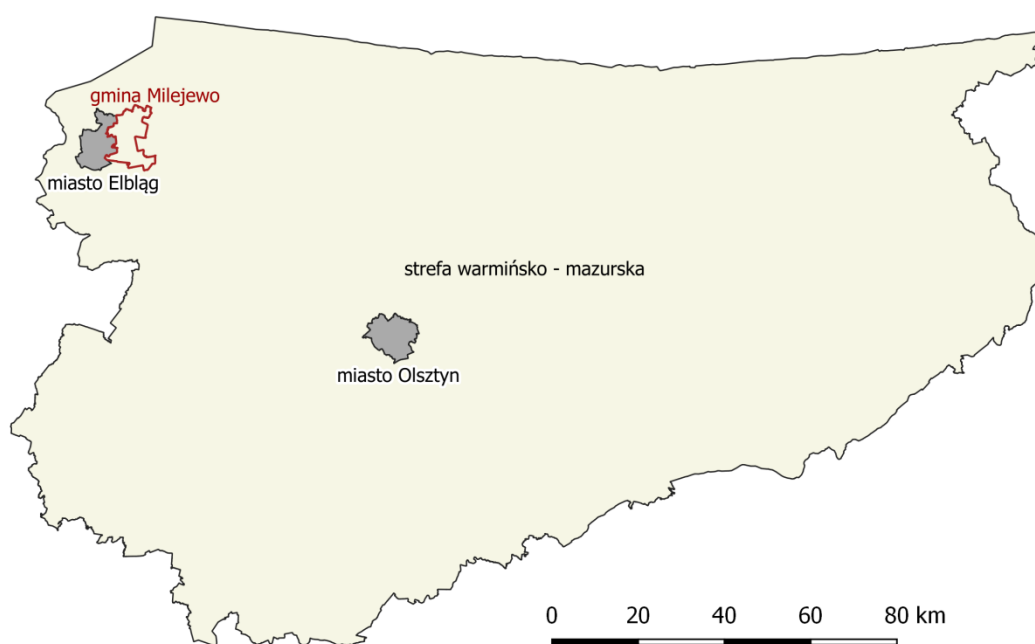 gmina Milejewo
miasto Elbląg
strefa warmińsko - mazurska
miasto Olsztyn
0 20 40 60 80 km